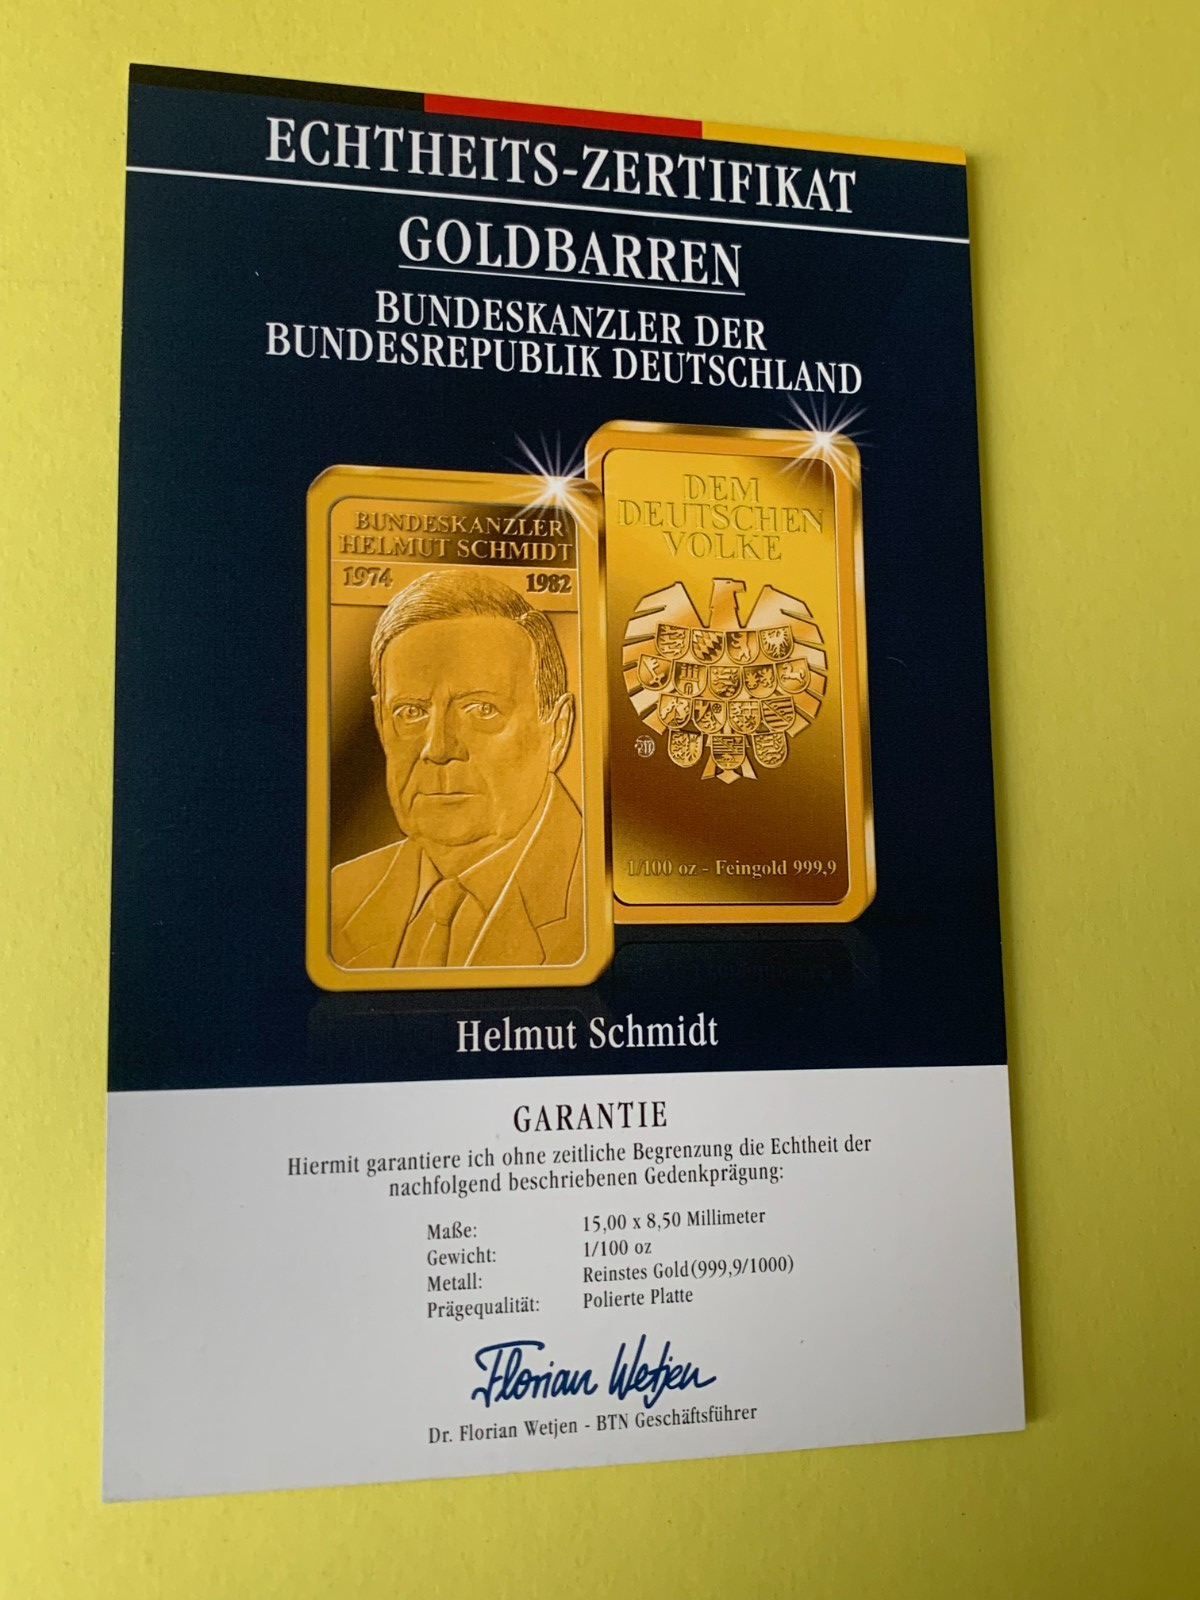 ECHTHEITS-ZERTIFIKAT
GOLDBARREN
BUNDESKANZLER DER
BUNDESREPUBLIK DEUTSCHLAND
BUNDESKANZLER
HELMUT SCHMIDT
1974 1982
DEM
DEUTSCHEN
VOLKE
1/100 oz - Feingold 999,9
Helmut Schmidt
GARANTIE
Hiermit garantiere ich ohne zeitliche Begrenzung die Echtheit der
nachfolgend beschriebenen Gedenkprägung:
Maße: 15,00 x 8,50 Millimeter
Gewicht: 1/100 oz
Metall: Reinstes Gold(999,9/1000)
Prägequalität: Polierte Platte
Florian Wetjen
Dr. Florian Wetjen - BTN Geschäftsführer